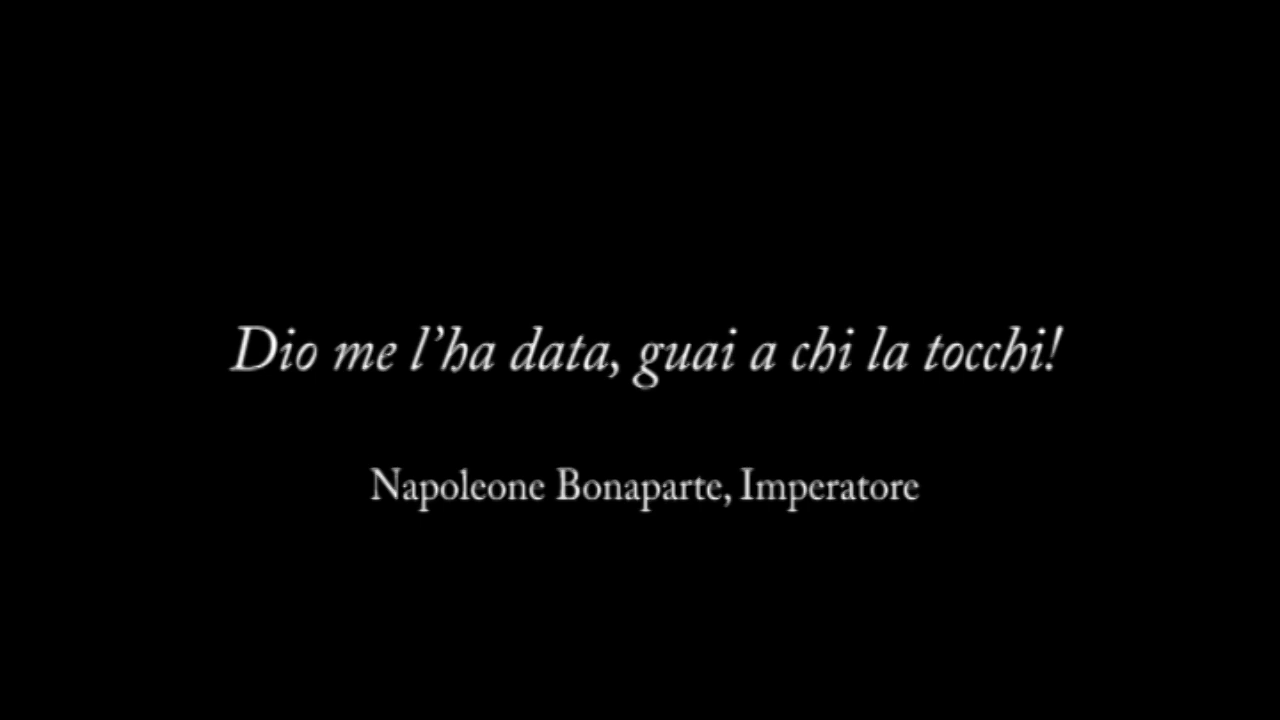 Dio me l’ha data, guai a chi la tocchi!
Napoleone Bonaparte, Imperatore